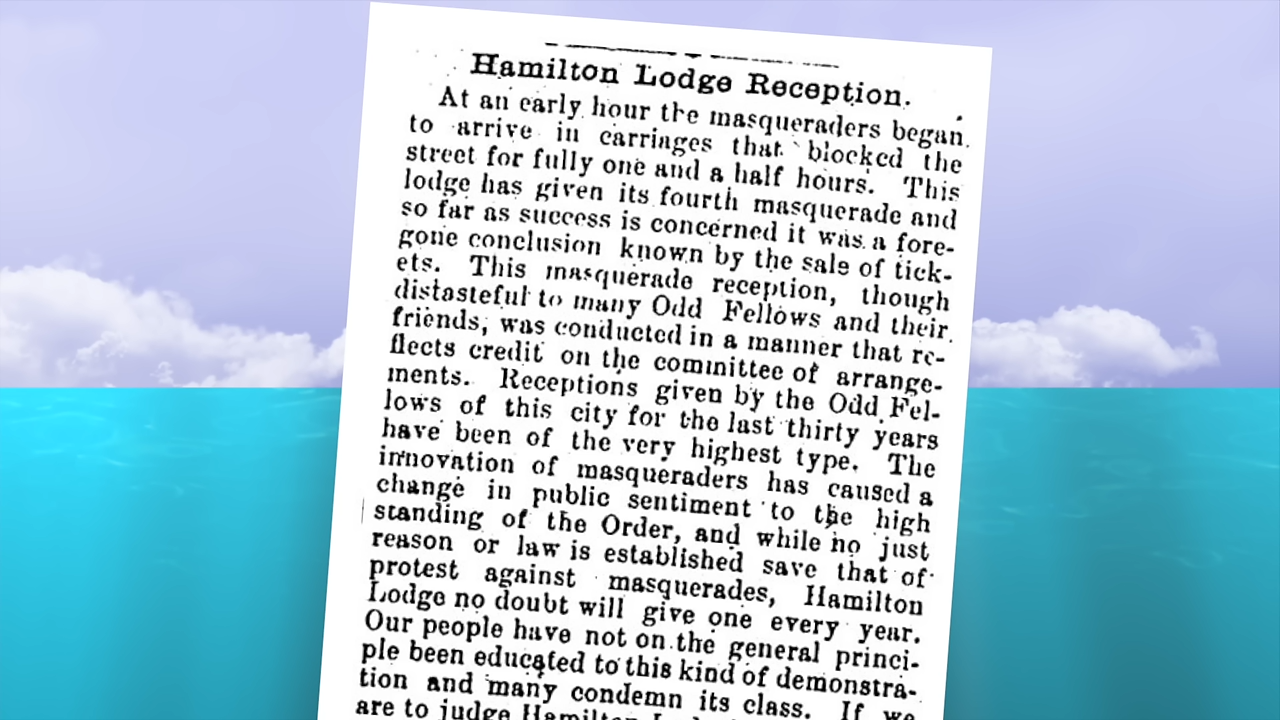 Hamilton Lodge Reception.
At an early hour the masqueraders began
to arrive in carriages that blocked the
street for fully one and a half hours. This
lodge has given its fourth masquerade and
so far as success is concerned it was a fore-
gone conclusion known by the sale of tick-
ets. This masquerade reception, though
distasteful to many Odd Fellows and their
friends, was conducted in a manner that re-
flects credit on the committee of arrange-
ments. Receptions given by the Odd Fel-
lows of this city for the last thirty years
have been of the very highest type. The
innovation of masqueraders has caused a
change in public sentiment to the high
standing of the Order, and while no just
reason or law is established save that of
protest against masquerades, Hamilton
Lodge no doubt will give one every year.
Our people have not on the general princi-
ple been educated to this kind of demonstra-
tion and many condemn its class. If we
are to judge Hamilton